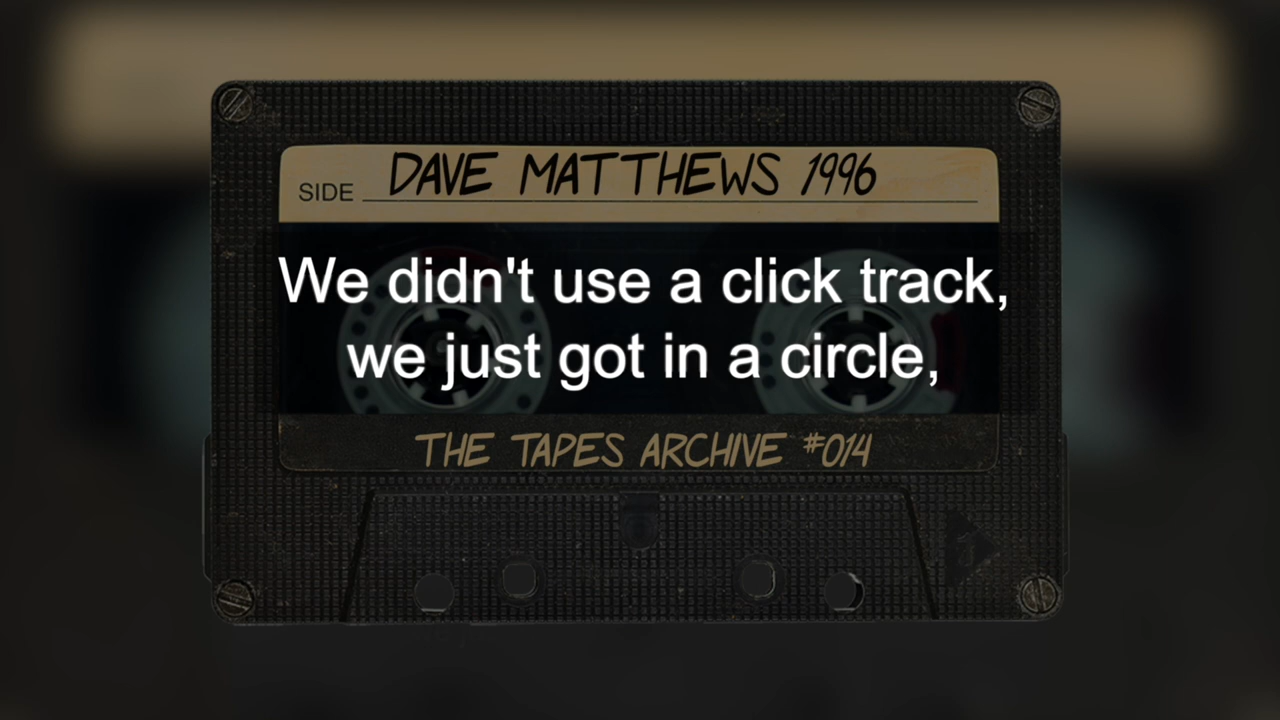 DAVE MATTHEWS 1996
SIDE
We didn't use a click track,
we just got in a circle,
THE TAPES ARCHIVE #014